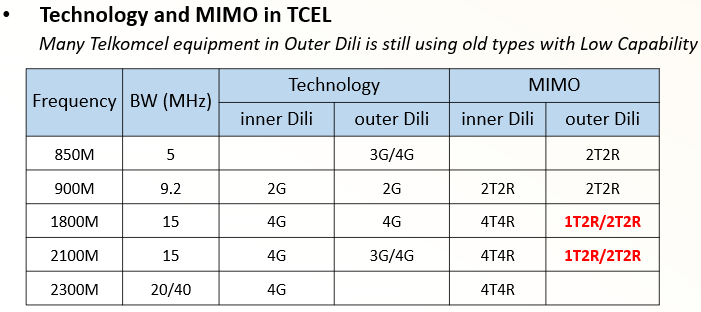 • Technology and MIMO in TCEL
Many Telkomcel equipment in Outer Dili is still using old types with Low Capability
Frequency BW (MHz) Technology MIMO
inner Dili outer Dili inner Dili outer Dili
850M 5 3G/4G 2T2R
900M 9.2 2G 2G 2T2R 2T2R
1800M 15 4G 4G 4T4R 1T2R/2T2R
2100M 15 4G 3G/4G 4T4R 1T2R/2T2R
2300M 20/40 4G 4T4R